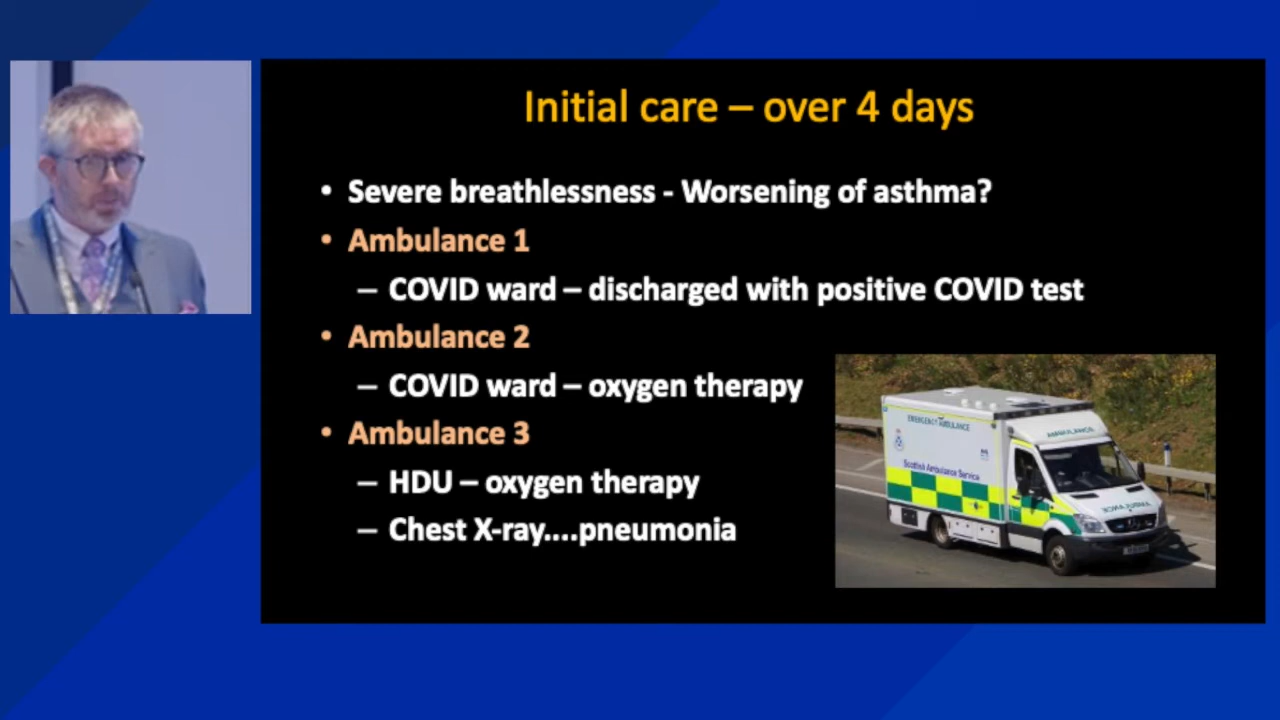 Initial care – over 4 days
• Severe breathlessness - Worsening of asthma?
• Ambulance 1
– COVID ward – discharged with positive COVID test
• Ambulance 2
– COVID ward – oxygen therapy
• Ambulance 3
– HDU – oxygen therapy
– Chest X-ray....pneumonia
EMERGENCY AMBULANCE
AMBULANCE
Scottish Ambulance Service
AMBULANCE